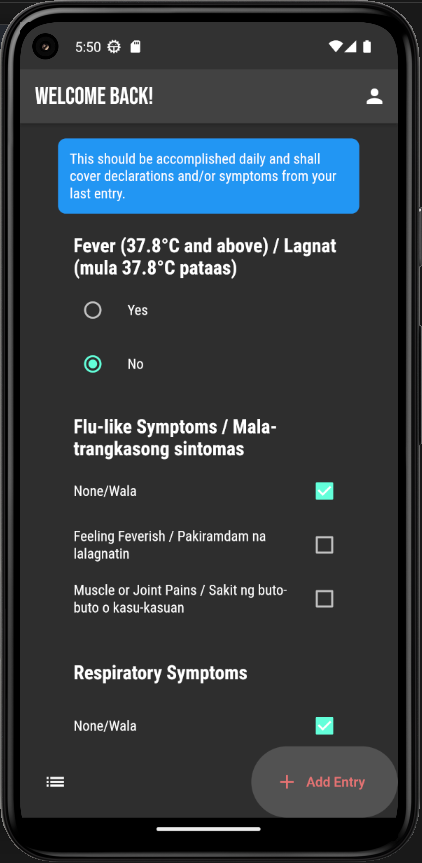 5:50
WELCOME BACK!
This should be accomplished daily and shall
cover declarations and/or symptoms from your
last entry.
Fever (37.8°C and above) / Lagnat
(mula 37.8°C pataas)
Yes
No
Flu-like Symptoms / Mala-
trangkasong sintomas
None/Wala
Feeling Feverish / Pakiramdam na
lalagnatin
Muscle or Joint Pains / Sakit ng buto-
buto o kasu-kasuan
Respiratory Symptoms
None/Wala
Add Entry